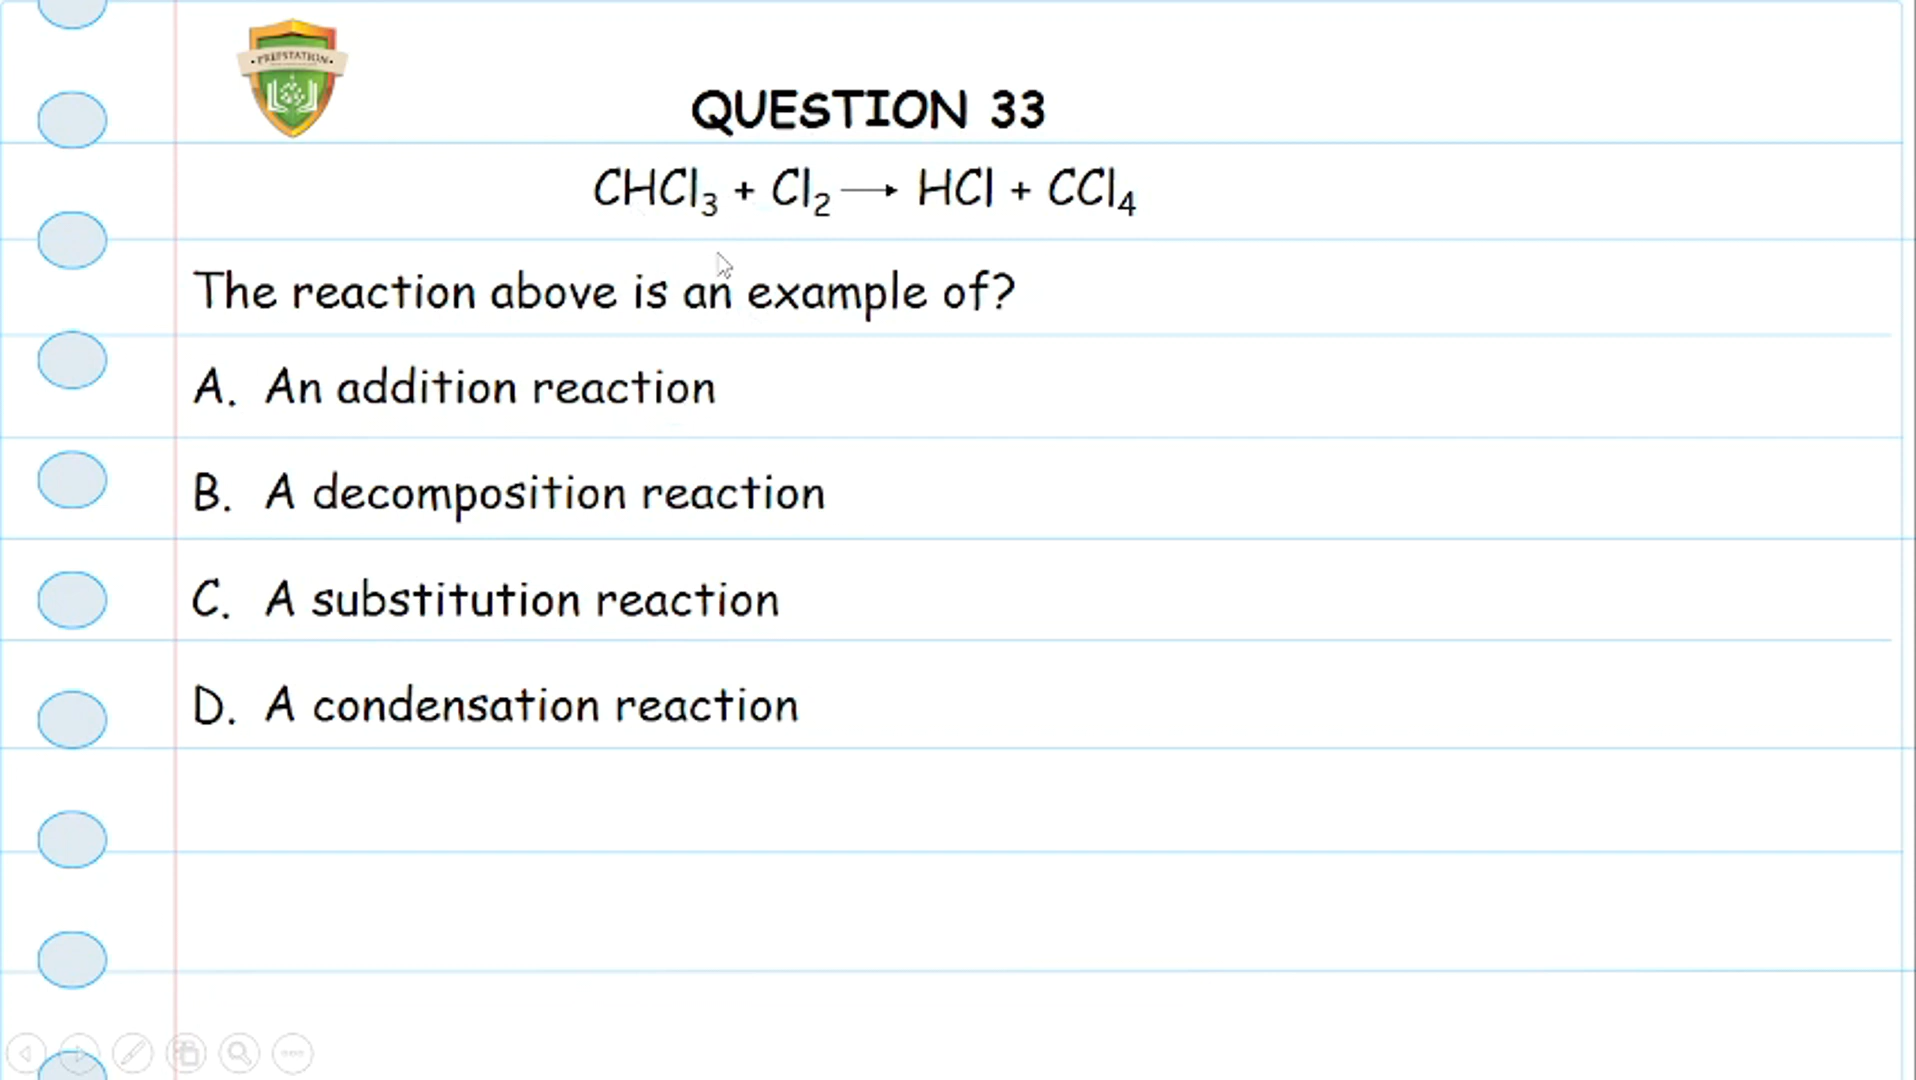 • PREPSTATION •
QUESTION 33
CHCl₃ + Cl₂ ⟶ HCl + CCl₄
The reaction above is an example of?
A. An addition reaction
B. A decomposition reaction
C. A substitution reaction
D. A condensation reaction